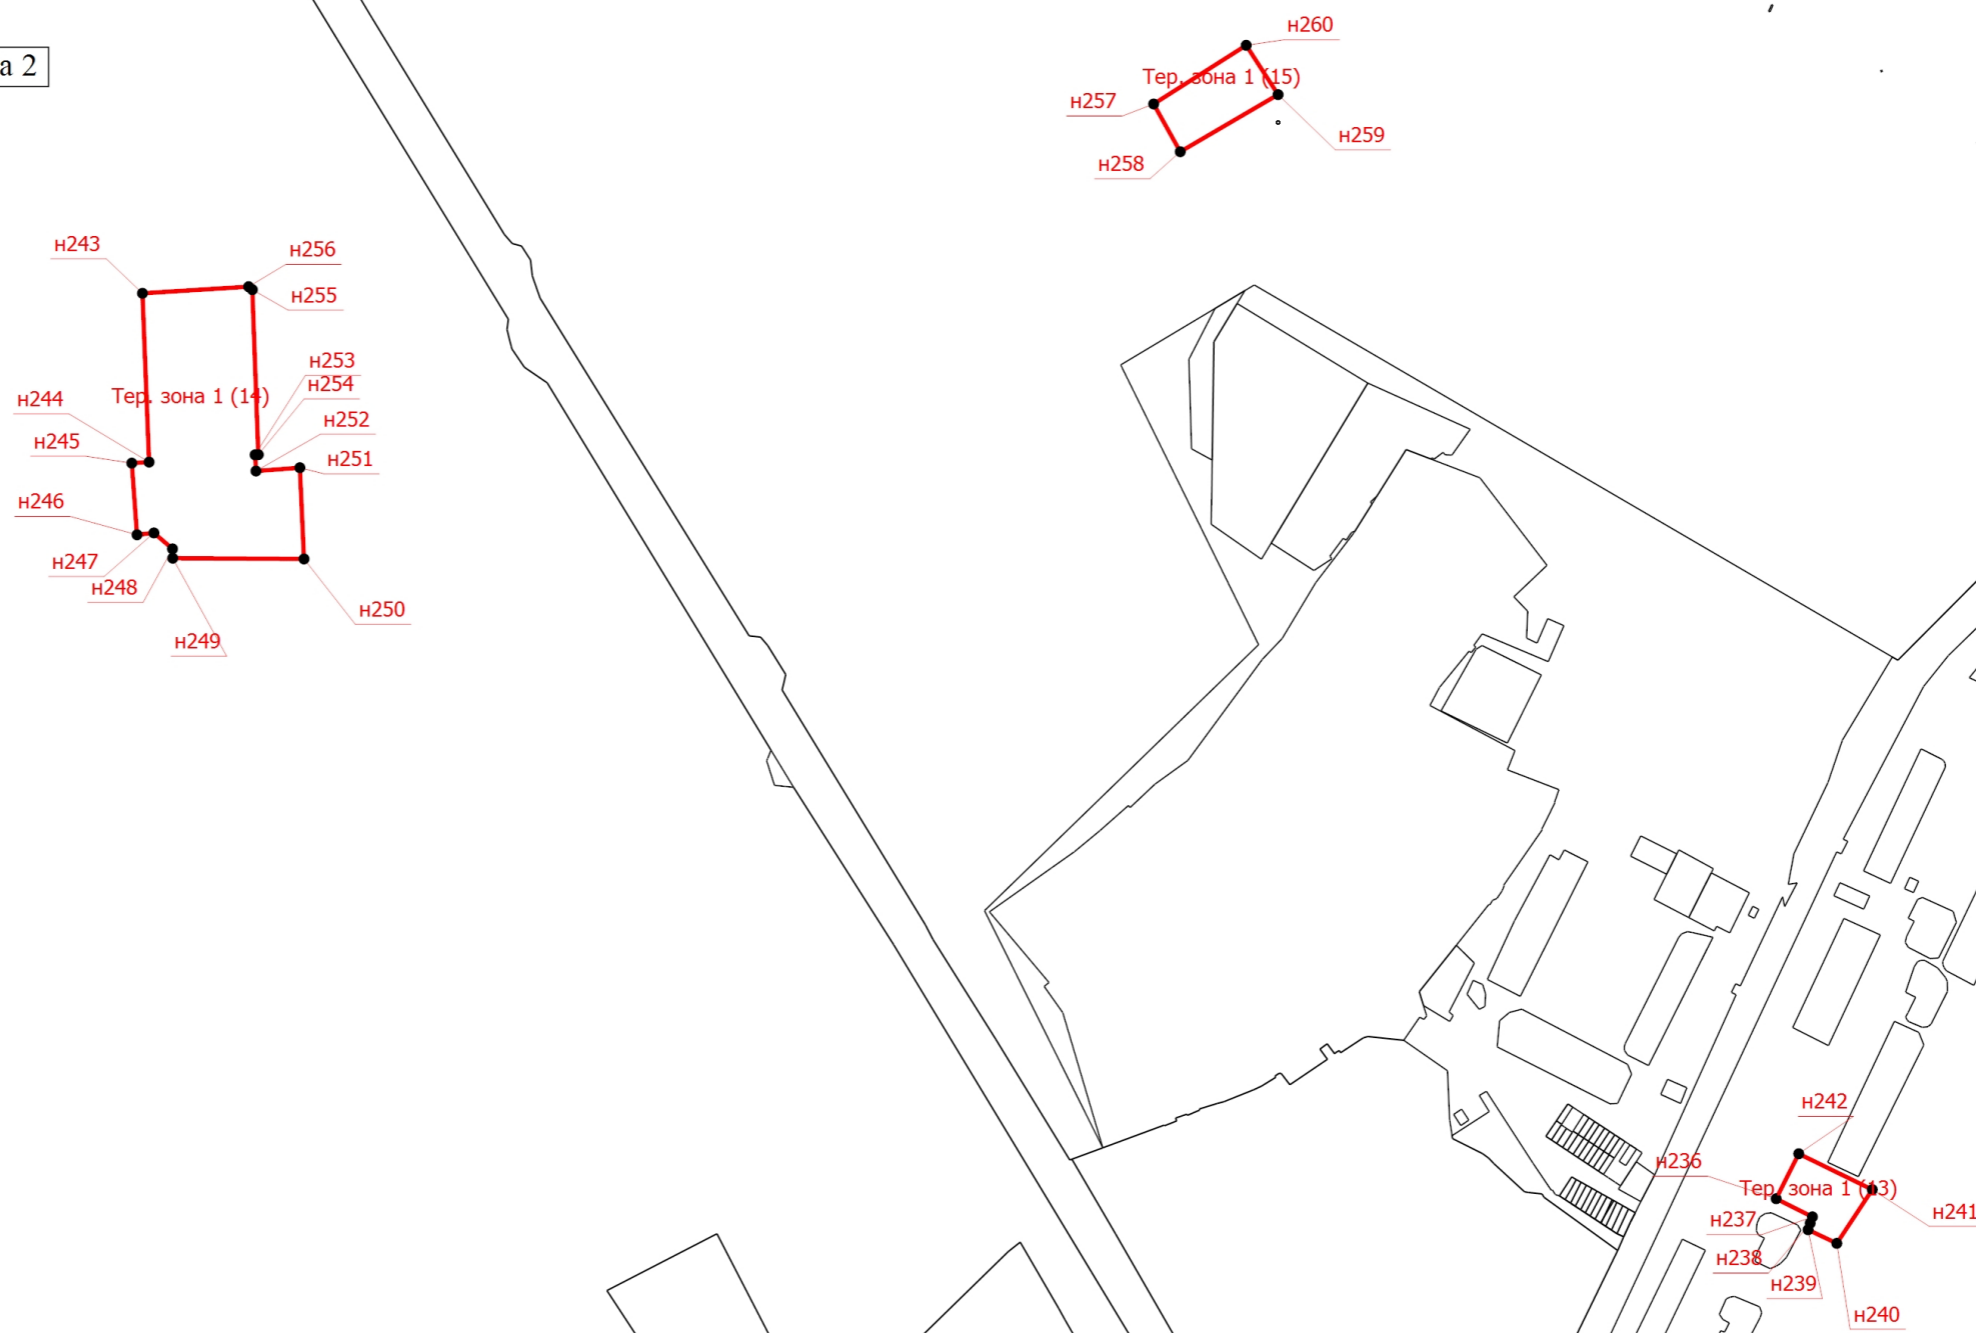 а 2
н260
Тер. зона 1 (15)
н257
н259
н258
н243
н256
н255
н253
н254
Тер. зона 1 (14)
н244
н252
н245
н251
н246
н247
н248
н250
н249
н242
н236
Тер. зона 1 (13)
н241
н237
н238
н239
н240